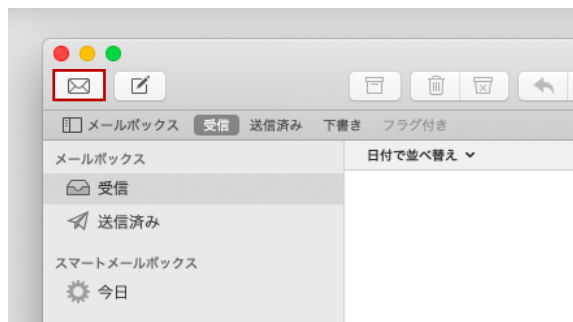 メールボックス 受信 送信済み 下書き フラグ付き
メールボックス 日付で並べ替え
受信
送信済み
スマートメールボックス
今日